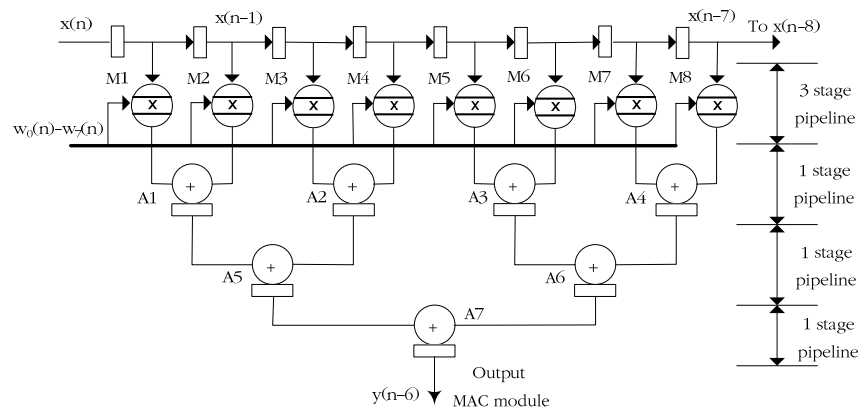 x(n)
x(n-1)
x(n-7)
To x(n-8)
M1
M2
M3
M4
M5
M6
M7
M8
x
x
x
x
x
x
x
x
3 stage
pipeline
w₀(n)-w₇(n)
A1
+
A2
+
A3
+
A4
+
1 stage
pipeline
A5
+
A6
+
1 stage
pipeline
A7
+
1 stage
pipeline
Output
y(n-6)
MAC module